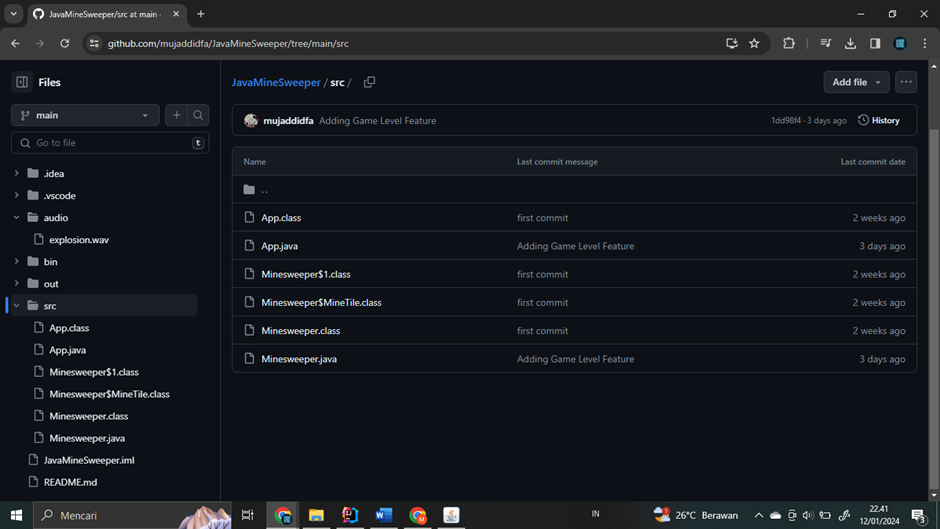 JavaMineSweeper/src at main ·
github.com/mujaddidfa/JavaMineSweeper/tree/main/src
Files
main
Go to file
t
.idea
.vscode
audio
explosion.wav
bin
out
src
App.class
App.java
Minesweeper$1.class
Minesweeper$MineTile.class
Minesweeper.class
Minesweeper.java
JavaMineSweeper.iml
README.md
JavaMineSweeper / src /
Add file
mujaddidfa Adding Game Level Feature
1dd98f4 · 3 days ago History
Name Last commit message Last commit date
..
App.class first commit 2 weeks ago
App.java Adding Game Level Feature 3 days ago
Minesweeper$1.class first commit 2 weeks ago
Minesweeper$MineTile.class first commit 2 weeks ago
Minesweeper.class first commit 2 weeks ago
Minesweeper.java Adding Game Level Feature 3 days ago
Mencari
IN
26°C Berawan
22.41
12/01/2024
3